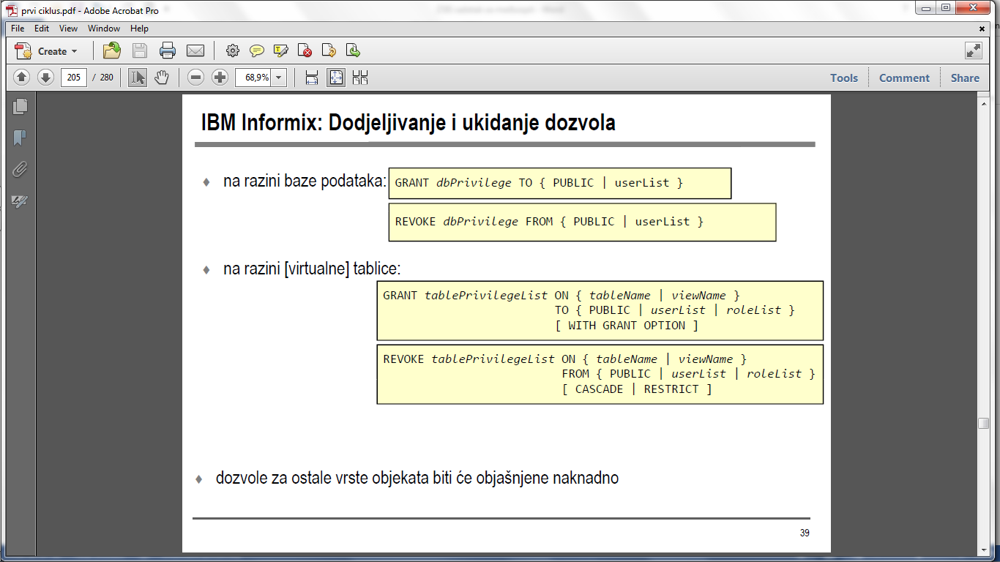 prvi ciklus.pdf - Adobe Acrobat Pro
File Edit View Window Help
Create
205 / 280 68,9% Tools Comment Share
IBM Informix: Dodjeljivanje i ukidanje dozvola
na razini baze podataka:
GRANT dbPrivilege TO { PUBLIC | userList }
REVOKE dbPrivilege FROM { PUBLIC | userList }
na razini [virtualne] tablice:
GRANT tablePrivilegeList ON { tableName | viewName }
TO { PUBLIC | userList | roleList }
[ WITH GRANT OPTION ]
REVOKE tablePrivilegeList ON { tableName | viewName }
FROM { PUBLIC | userList | roleList }
[ CASCADE | RESTRICT ]
dozvole za ostale vrste objekata biti će objašnjene naknadno
39